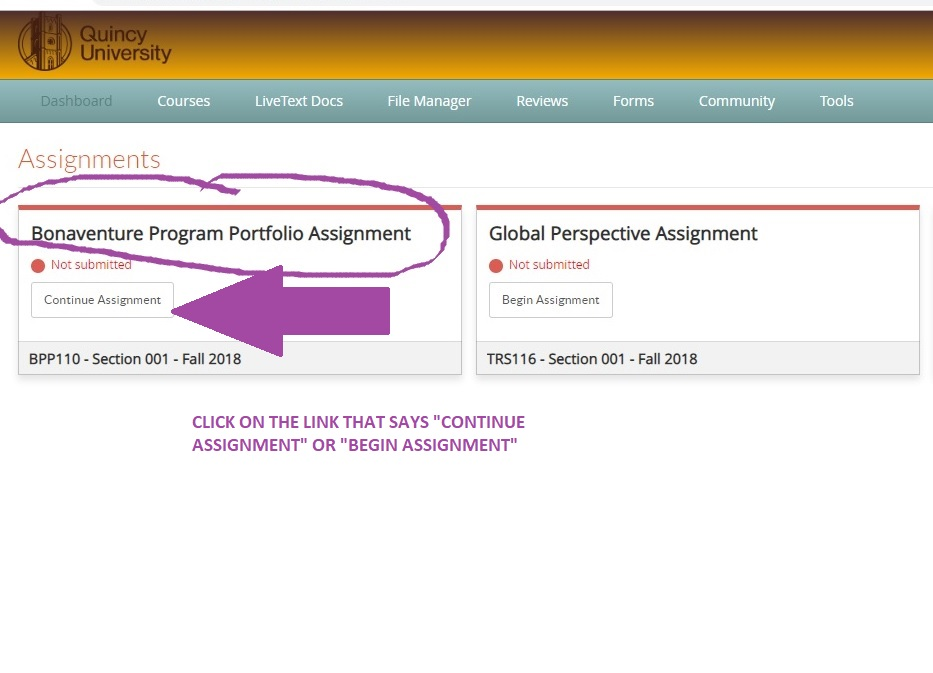 Quincy
University
Dashboard Courses LiveText Docs File Manager Reviews Forms Community Tools
Assignments
Bonaventure Program Portfolio Assignment
Not submitted
Continue Assignment
BPP110 - Section 001 - Fall 2018
Global Perspective Assignment
Not submitted
Begin Assignment
TRS116 - Section 001 - Fall 2018
CLICK ON THE LINK THAT SAYS "CONTINUE
ASSIGNMENT" OR "BEGIN ASSIGNMENT"